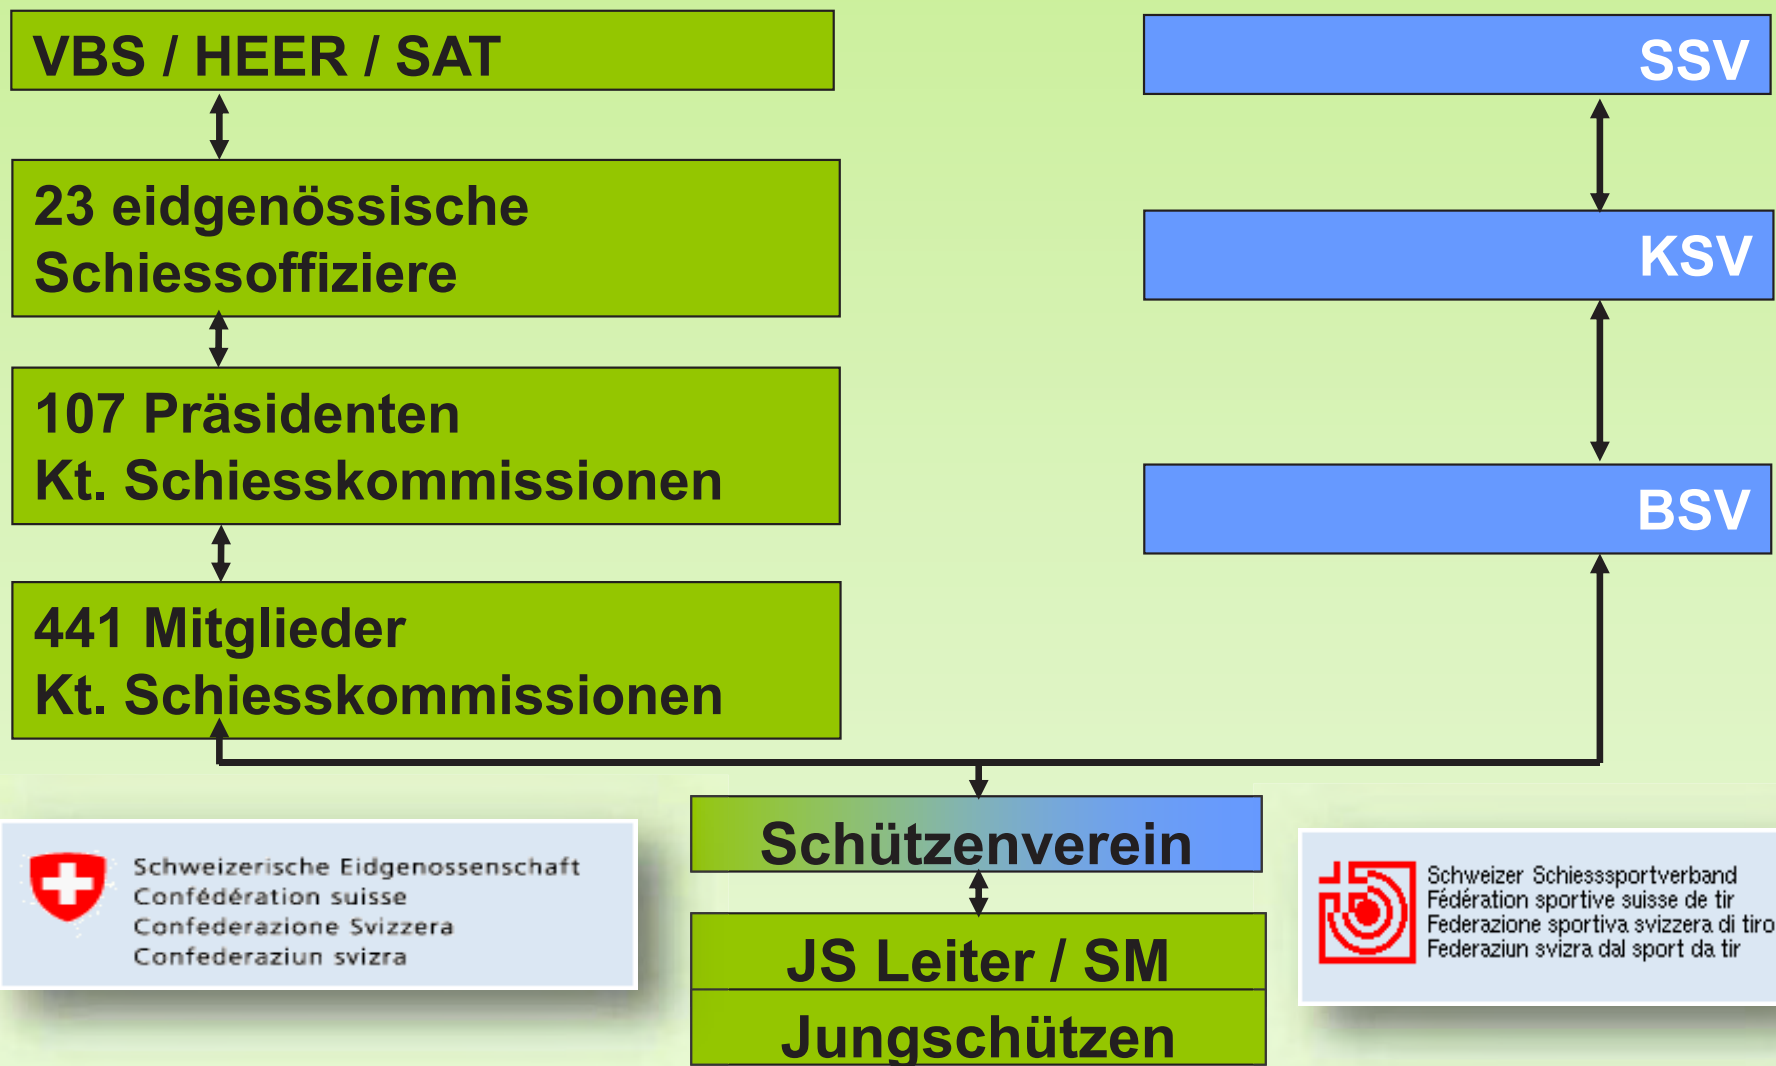 VBS / HEER / SAT
23 eidgenössische
Schiessoffiziere
107 Präsidenten
Kt. Schiesskommissionen
441 Mitglieder
Kt. Schiesskommissionen
SSV
KSV
BSV
Schützenverein
JS Leiter / SM
Jungschützen
Schweizerische Eidgenossenschaft
Confédération suisse
Confederazione Svizzera
Confederaziun svizra
Schweizer Schiesssportverband
Fédération sportive suisse de tir
Federazione sportiva svizzera di tiro
Federaziun svizra dal sport da tir